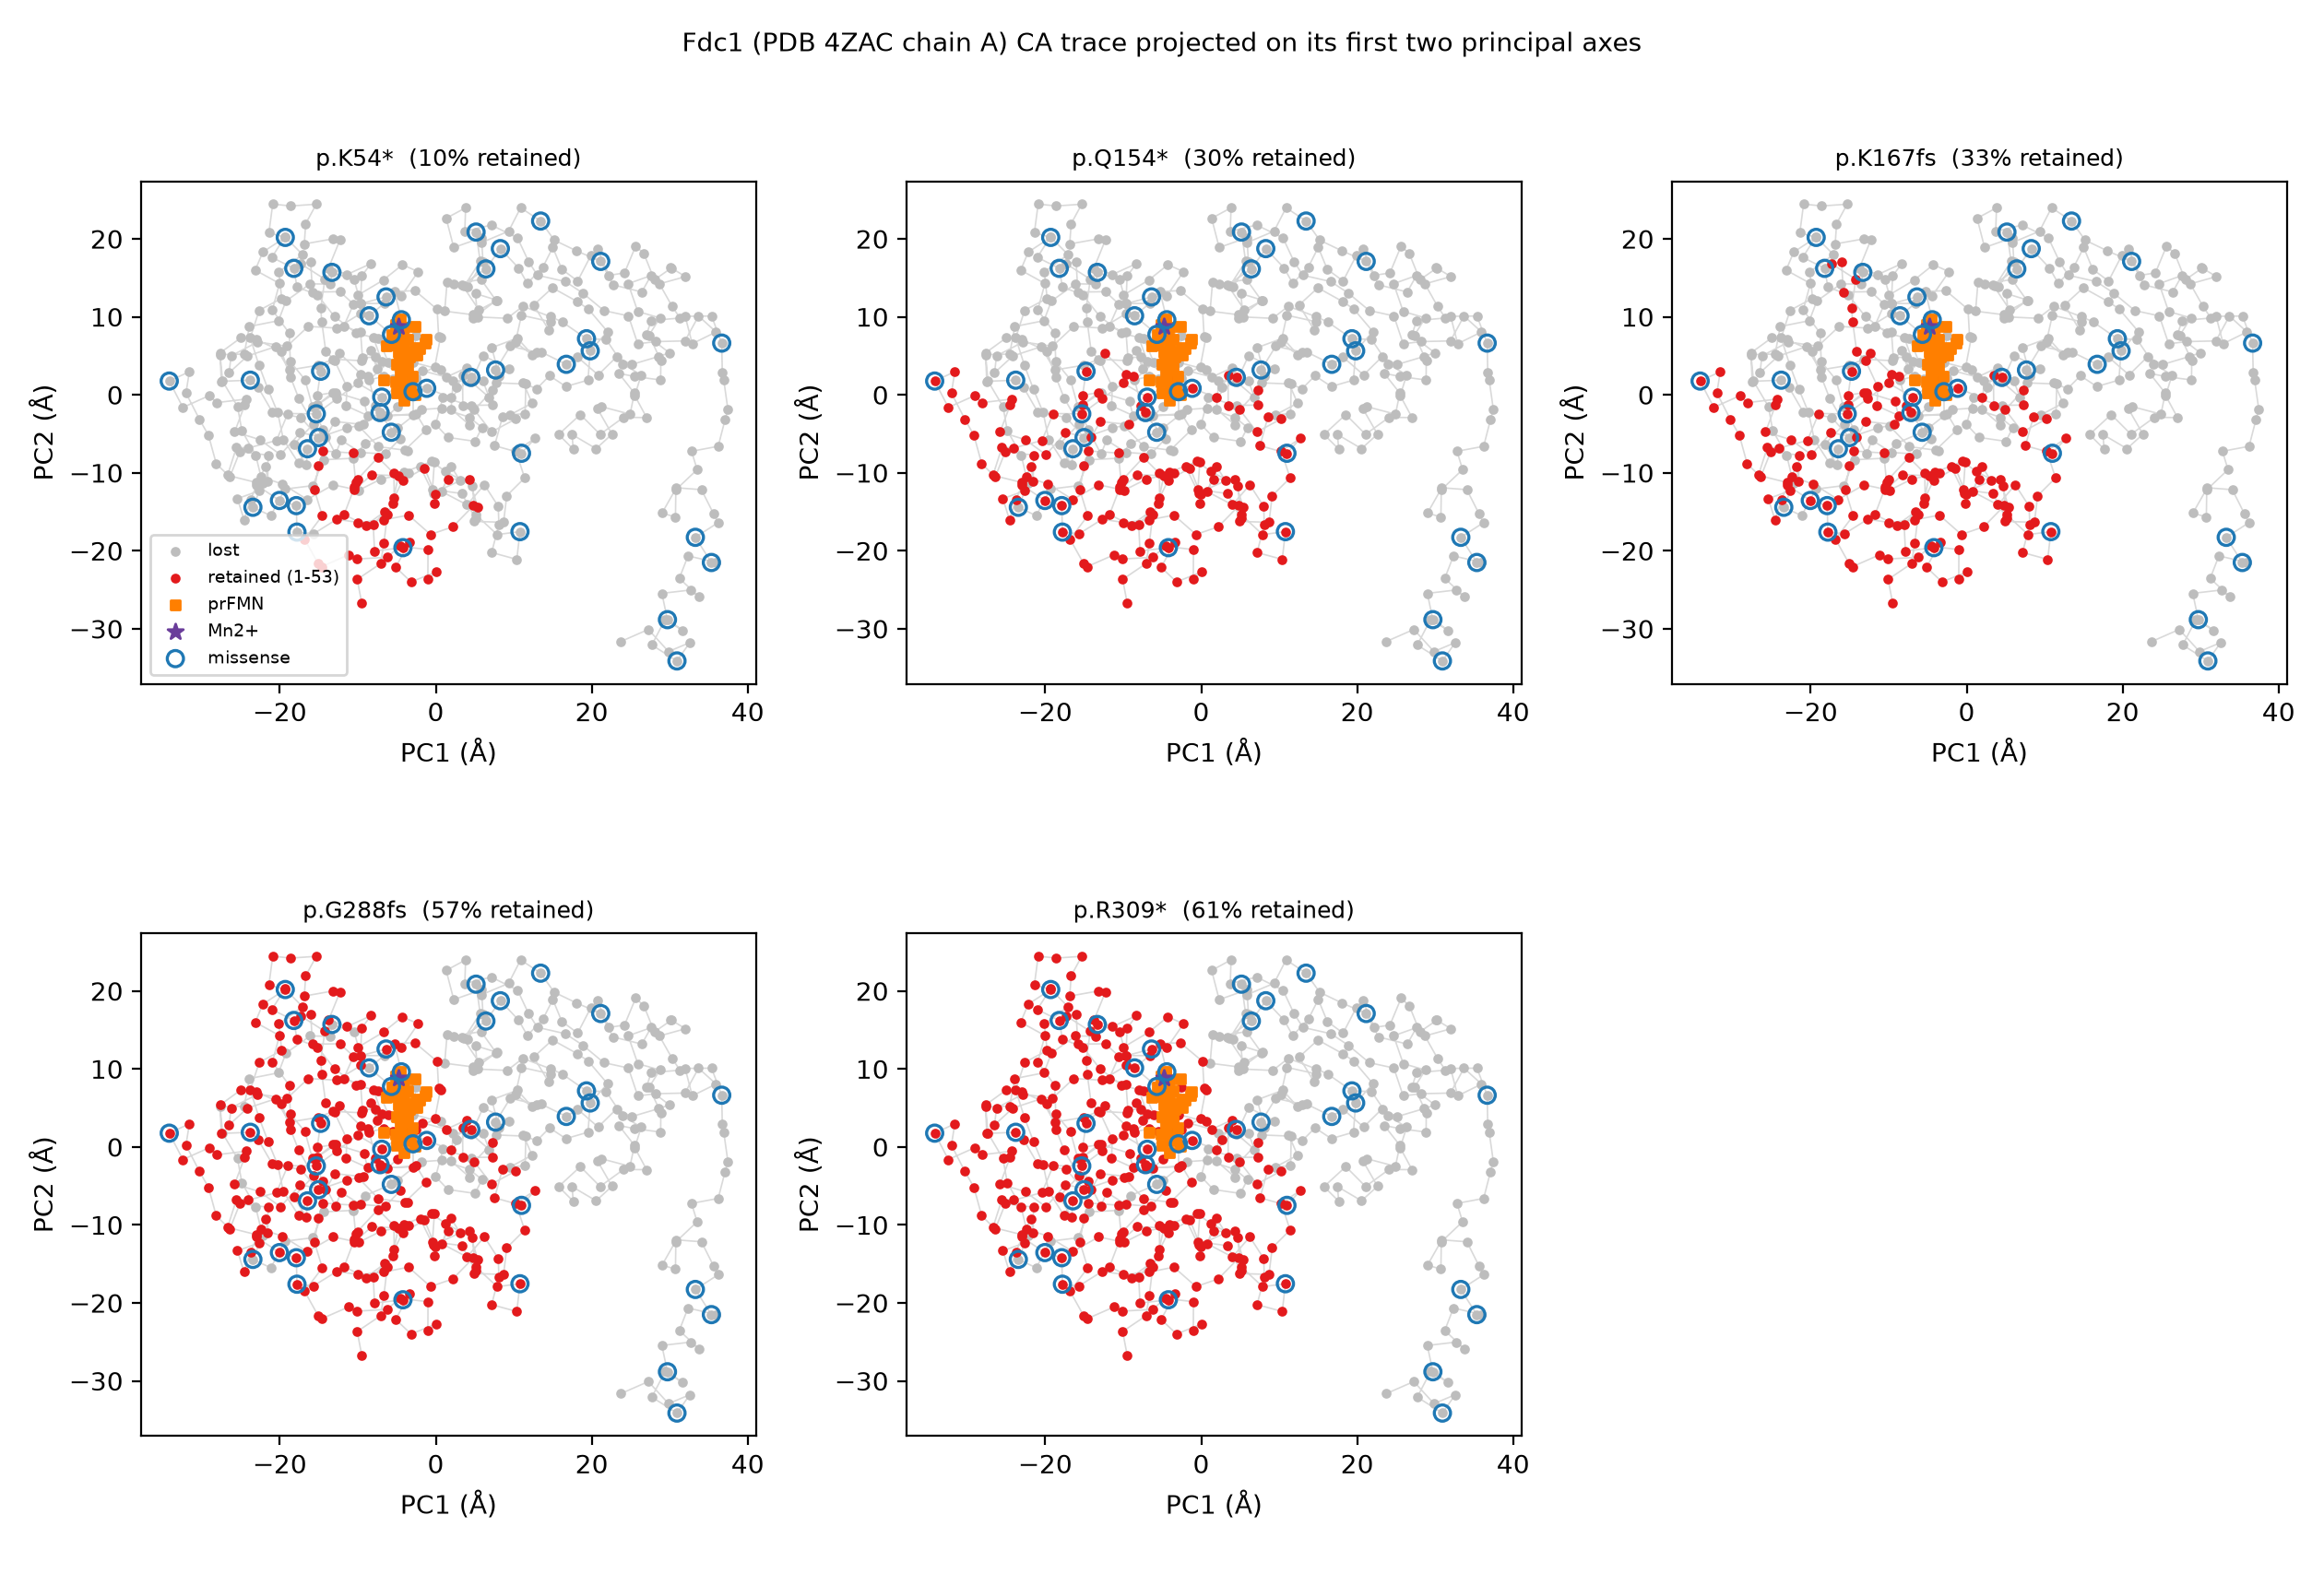 Fdc1 (PDB 4ZAC chain A) CA trace projected on its first two principal axes
p.K54* (10% retained)
20
10
0
−10
−20
−30
PC2 (Å)
lost
retained (1-53)
prFMN
Mn2+
missense
−20 0 20 40
PC1 (Å)
p.Q154* (30% retained)
20
10
0
−10
−20
−30
PC2 (Å)
−20 0 20 40
PC1 (Å)
p.K167fs (33% retained)
20
10
0
−10
−20
−30
PC2 (Å)
−20 0 20 40
PC1 (Å)
p.G288fs (57% retained)
20
10
0
−10
−20
−30
PC2 (Å)
−20 0 20 40
PC1 (Å)
p.R309* (61% retained)
20
10
0
−10
−20
−30
PC2 (Å)
−20 0 20 40
PC1 (Å)